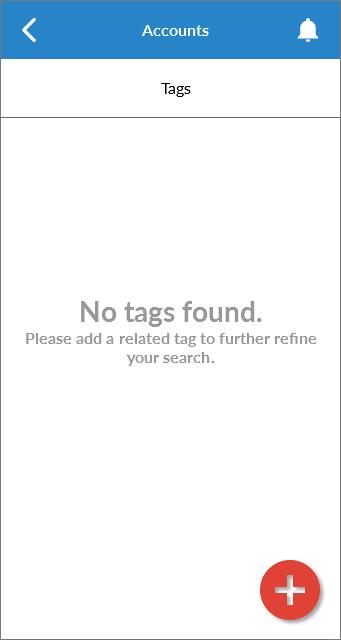 Accounts
Tags
No tags found.
Please add a related tag to further refine
your search.